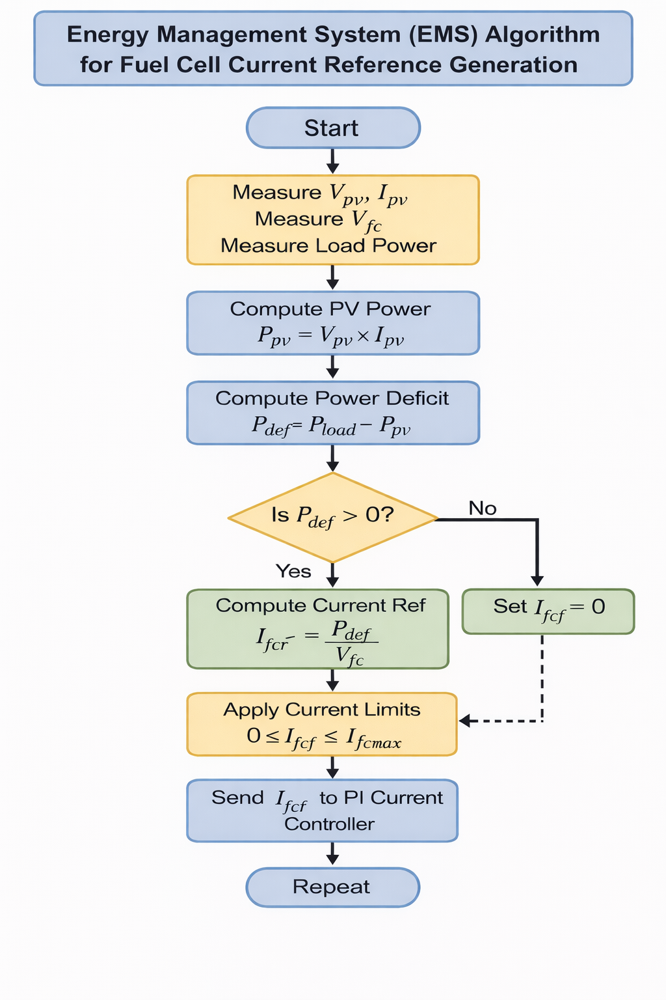 Energy Management System (EMS) Algorithm
for Fuel Cell Current Reference Generation
Start
Measure V_pv, I_pv
Measure V_fc
Measure Load Power
Compute PV Power
P_pv = V_pv × I_pv
Compute Power Deficit
P_def = P_load − P_pv
Is P_def > 0?
No
Yes
Compute Current Ref
I_fcr‾ = P_def / V_fc
Set I_fcf = 0
Apply Current Limits
0 ≤ I_fcf ≤ I_fcmax
Send I_fcf to PI Current
Controller
Repeat